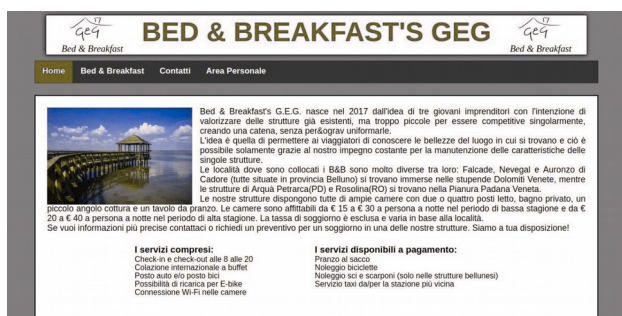 17
GeG
Bed & Breakfast
BED & BREAKFAST'S GEG
17
GeG
Bed & Breakfast
Home Bed & Breakfast Contatti Area Personale
Bed & Breakfast's G.E.G. nasce nel 2017 dall'idea di tre giovani imprenditori con l'intenzione di
valorizzare delle strutture già esistenti, ma troppo piccole per essere competitive singolarmente,
creando una catena, senza per&ograv uniformarle.
L'idea è quella di permettere ai viaggiatori di conoscere le bellezze del luogo in cui si trovano e ciò è
possibile solamente grazie al nostro impegno costante per la manutenzione delle caratteristiche delle
singole strutture.
Le località dove sono collocati i B&B sono molto diverse tra loro: Falcade, Nevegal e Auronzo di
Cadore (tutte situate in provincia Belluno) si trovano immerse nelle stupende Dolomiti Venete, mentre
le strutture di Arquà Petrarca(PD) e Rosolina(RO) si trovano nella Pianura Padana Veneta.
Le nostre strutture dispongono tutte di ampie camere con due o quattro posti letto, bagno privato, un
piccolo angolo cottura e un tavolo da pranzo. Le camere sono affittabili da € 15 a € 30 a persona a notte nel periodo di bassa stagione e da €
20 a € 40 a persona a notte nel periodo di alta stagione. La tassa di soggiorno è esclusa e varia in base alla località.
Se vuoi informazioni più precise contattaci o richiedi un preventivo per un soggiorno in una delle nostre strutture. Siamo a tua disposizione!
I servizi compresi:
Check-in e check-out alle 8 alle 20
Colazione internazionale a buffet
Posto auto e/o posto bici
Possibilità di ricarica per E-bike
Connessione Wi-Fi nelle camere
I servizi disponibili a pagamento:
Pranzo al sacco
Noleggio biciclette
Noleggio sci e scarponi (solo nelle strutture bellunesi)
Servizio taxi da/per la stazione più vicina